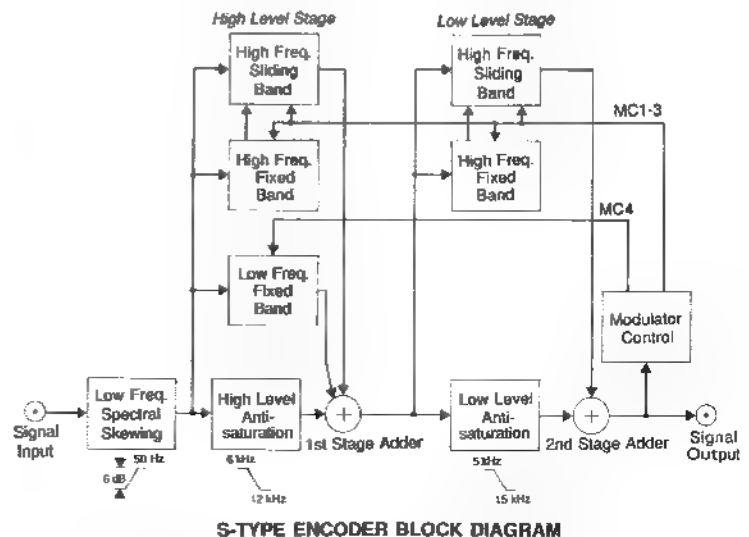 High Level Stage
Low Level Stage
High Freq.
Sliding
Band
High Freq.
Sliding
Band
MC1-3
High Freq.
Fixed
Band
High Freq.
Fixed
Band
MC4
Low Freq.
Fixed
Band
Modulator
Control
Low Freq.
Spectral
Skewing
High Level
Anti-
saturation
Low Level
Anti-
saturation
Signal
Input
1st Stage Adder
2nd Stage Adder
Signal
Output
50 Hz
6 dB
6 kHz
12 kHz
5 kHz
15 kHz
S-TYPE ENCODER BLOCK DIAGRAM